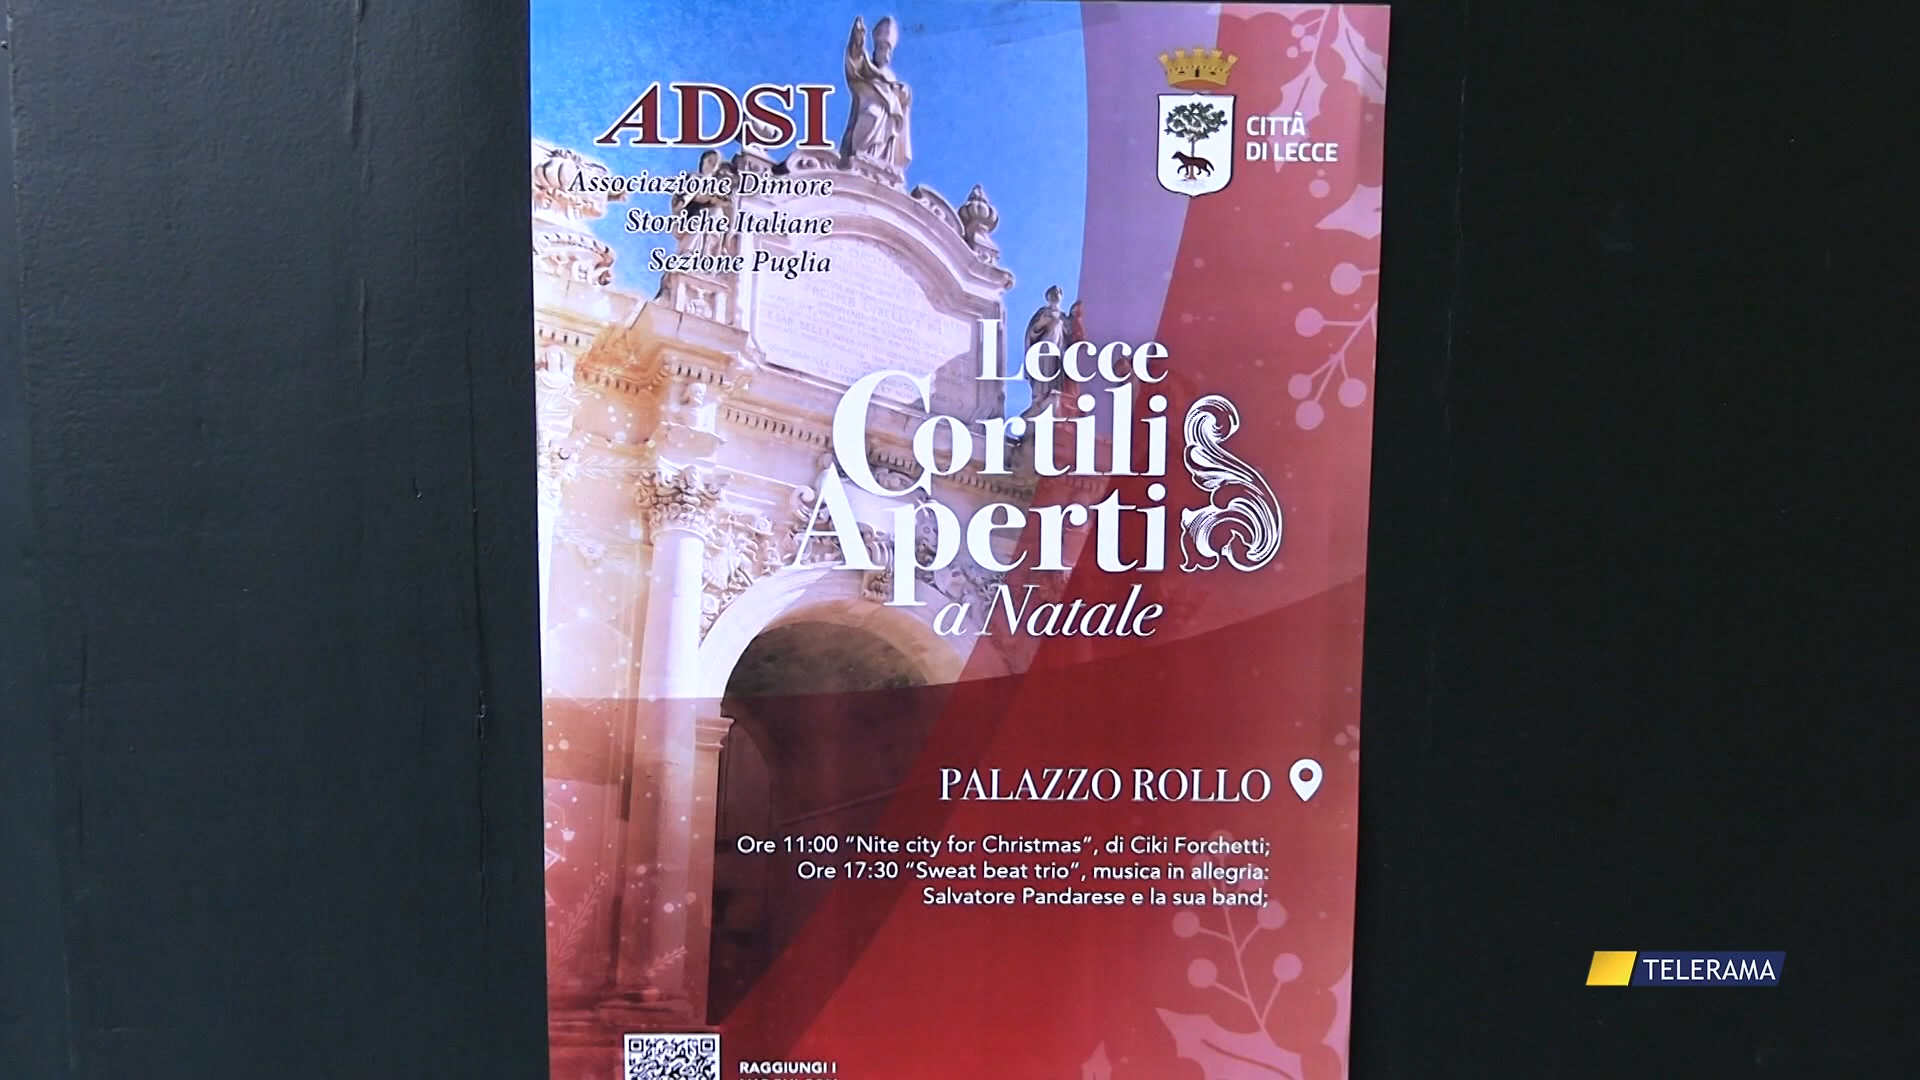 ADSI
Associazione Dimore
Storiche Italiane
Sezione Puglia
CITTÀ
DI LECCE
Lecce
Cortili
Aperti
a Natale
PALAZZO ROLLO
Ore 11:00 “Nite city for Christmas”, di Ciki Forchetti;
Ore 17:30 “Sweat beat trio”, musica in allegria:
Salvatore Pandarese e la sua band;
RAGGIUNGI I
TELERAMA